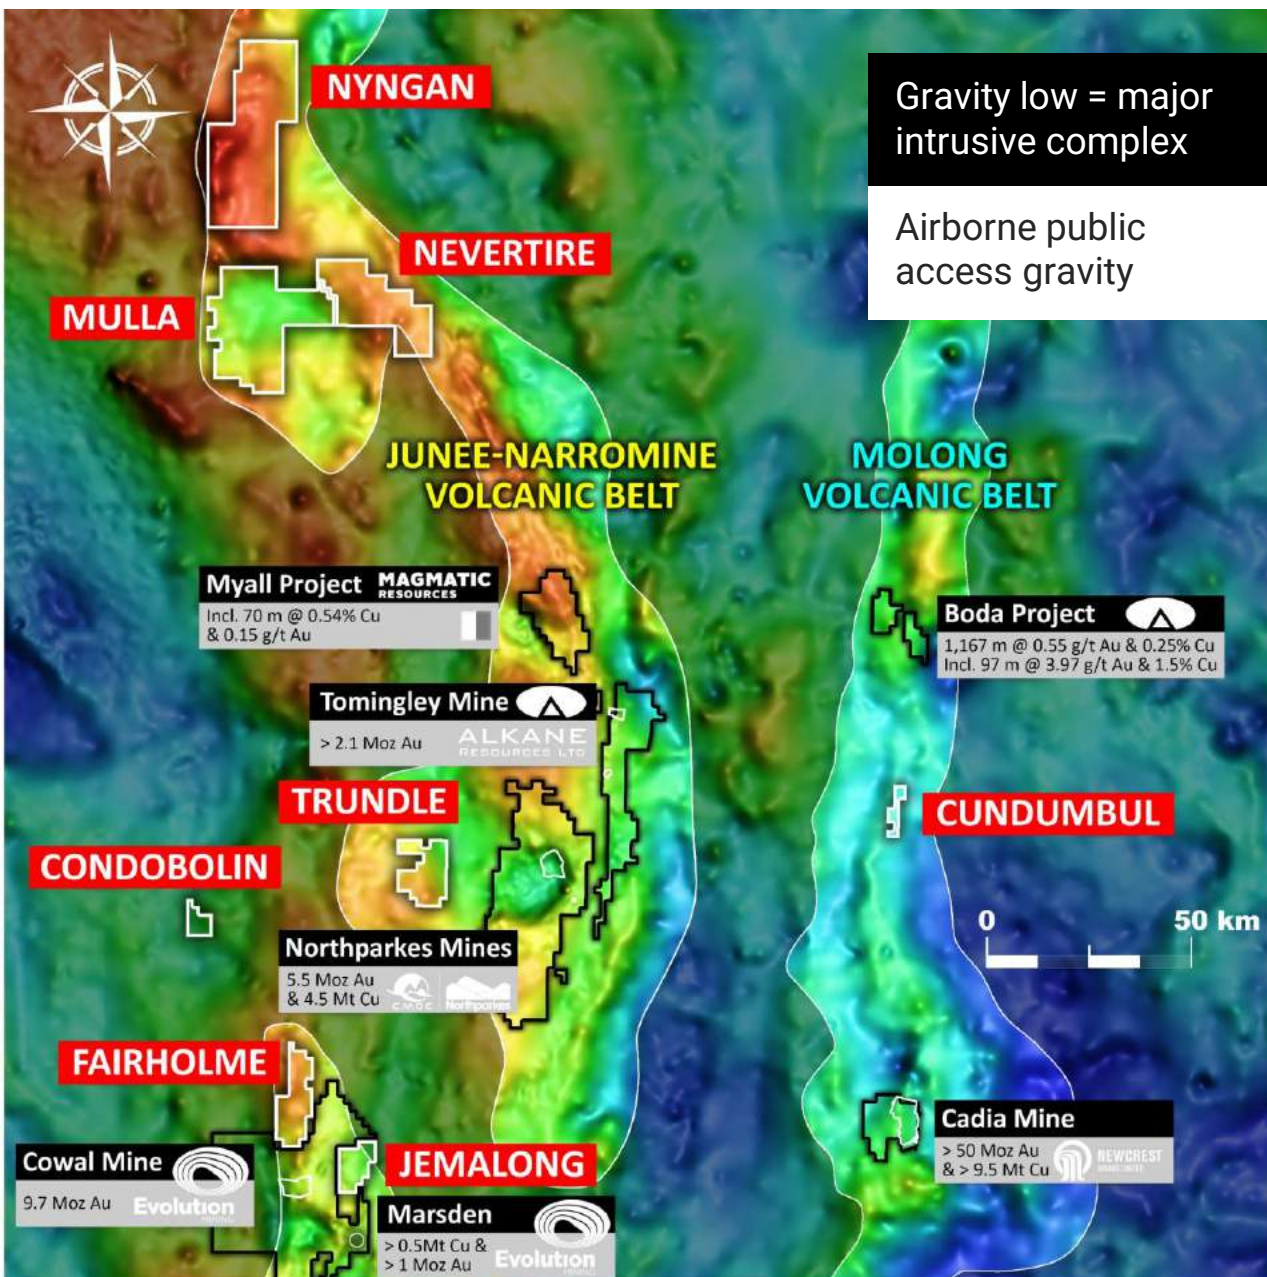 NYGAN
Gravity low = major
intrusive complex
Airborne public
access gravity
NEVERTIRE
MULLA
JUNEE-NARROMINE
VOLCANIC BELT
MOLONG
VOLCANIC BELT
Myall Project
MAGMATIC
RESOURCES
Incl. 70 m @ 0.54% Cu
& 0.15 g/t Au
Boda Project
1,167 m @ 0.55 g/t Au & 0.25% Cu
Incl. 97 m @ 3.97 g/t Au & 1.5% Cu
Tomingley Mine
> 2.1 Moz Au
ALKANE
RESOURCES LTD
TRUNDLE
CUNDUMBUL
CONDOBOLIN
0 50 km
Northparkes Mines
5.5 Moz Au
& 4.5 Mt Cu
CMOC
Northparkes
FAIRHOLME
Cadia Mine
> 50 Moz Au
& > 9.5 Mt Cu
NEWCREST
Cowal Mine
9.7 Moz Au
Evolution
MINING
JEMALONG
Marsden
> 0.5Mt Cu &
> 1 Moz Au
Evolution